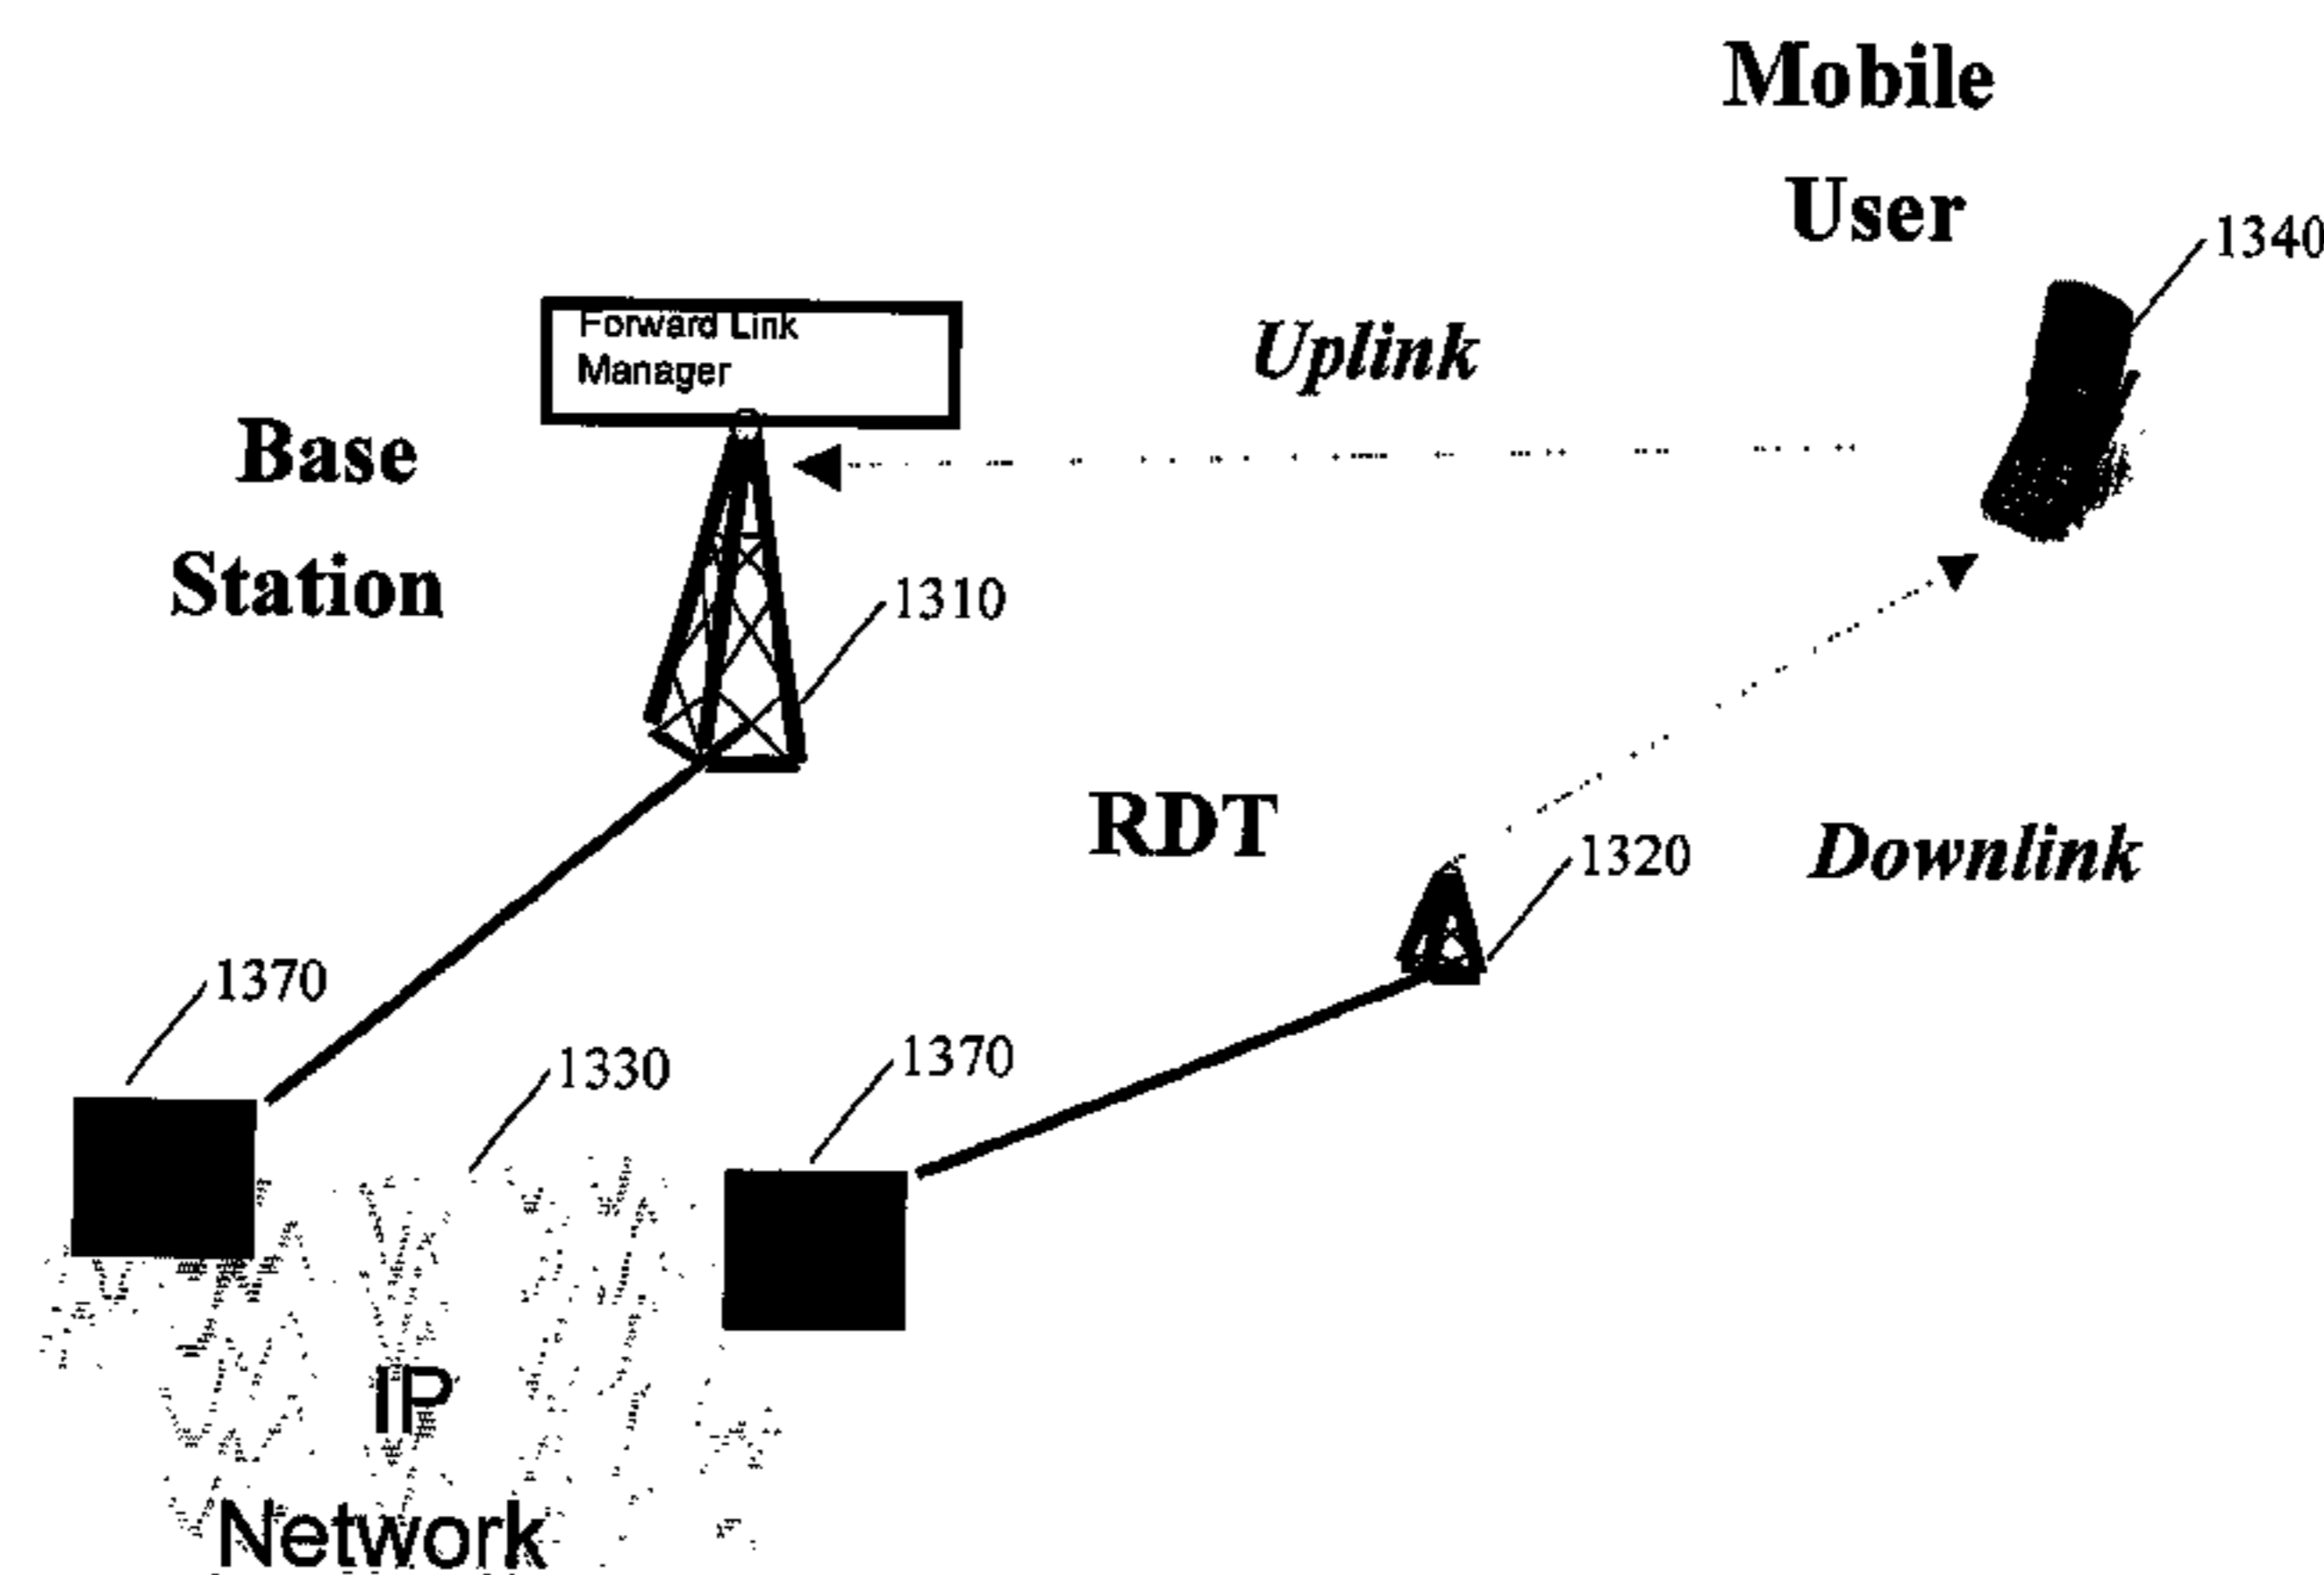 Mobile
User
1340
Forward Link
Manager
Uplink
Base
Station
1310
RDT
1320
Downlink
1370
1330
1370
IP
Network